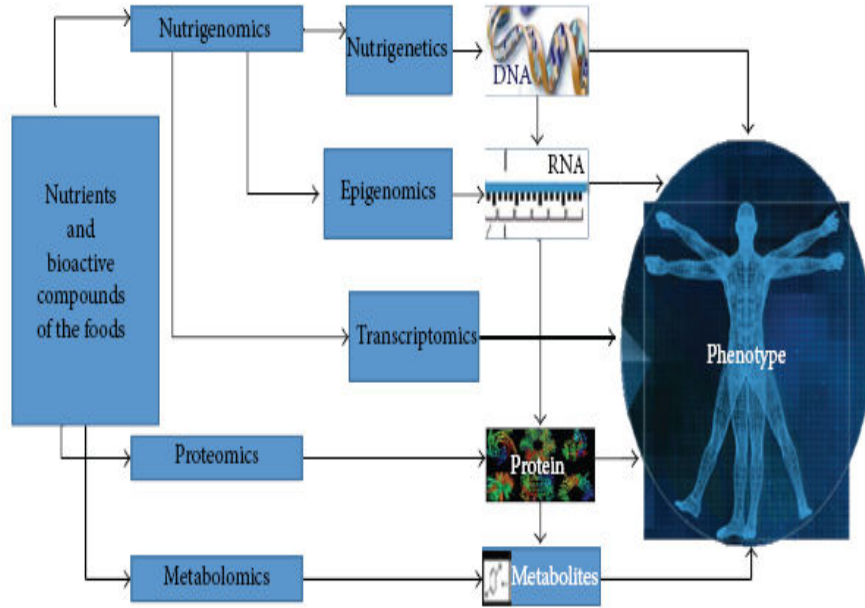 Nutrigenomics
Nutrigenetics
DNA
Nutrients
and
bioactive
compounds
of the foods
Epigenomics
RNA
Transcriptomics
Phenotype
Proteomics
Protein
Metabolomics
Metabolites